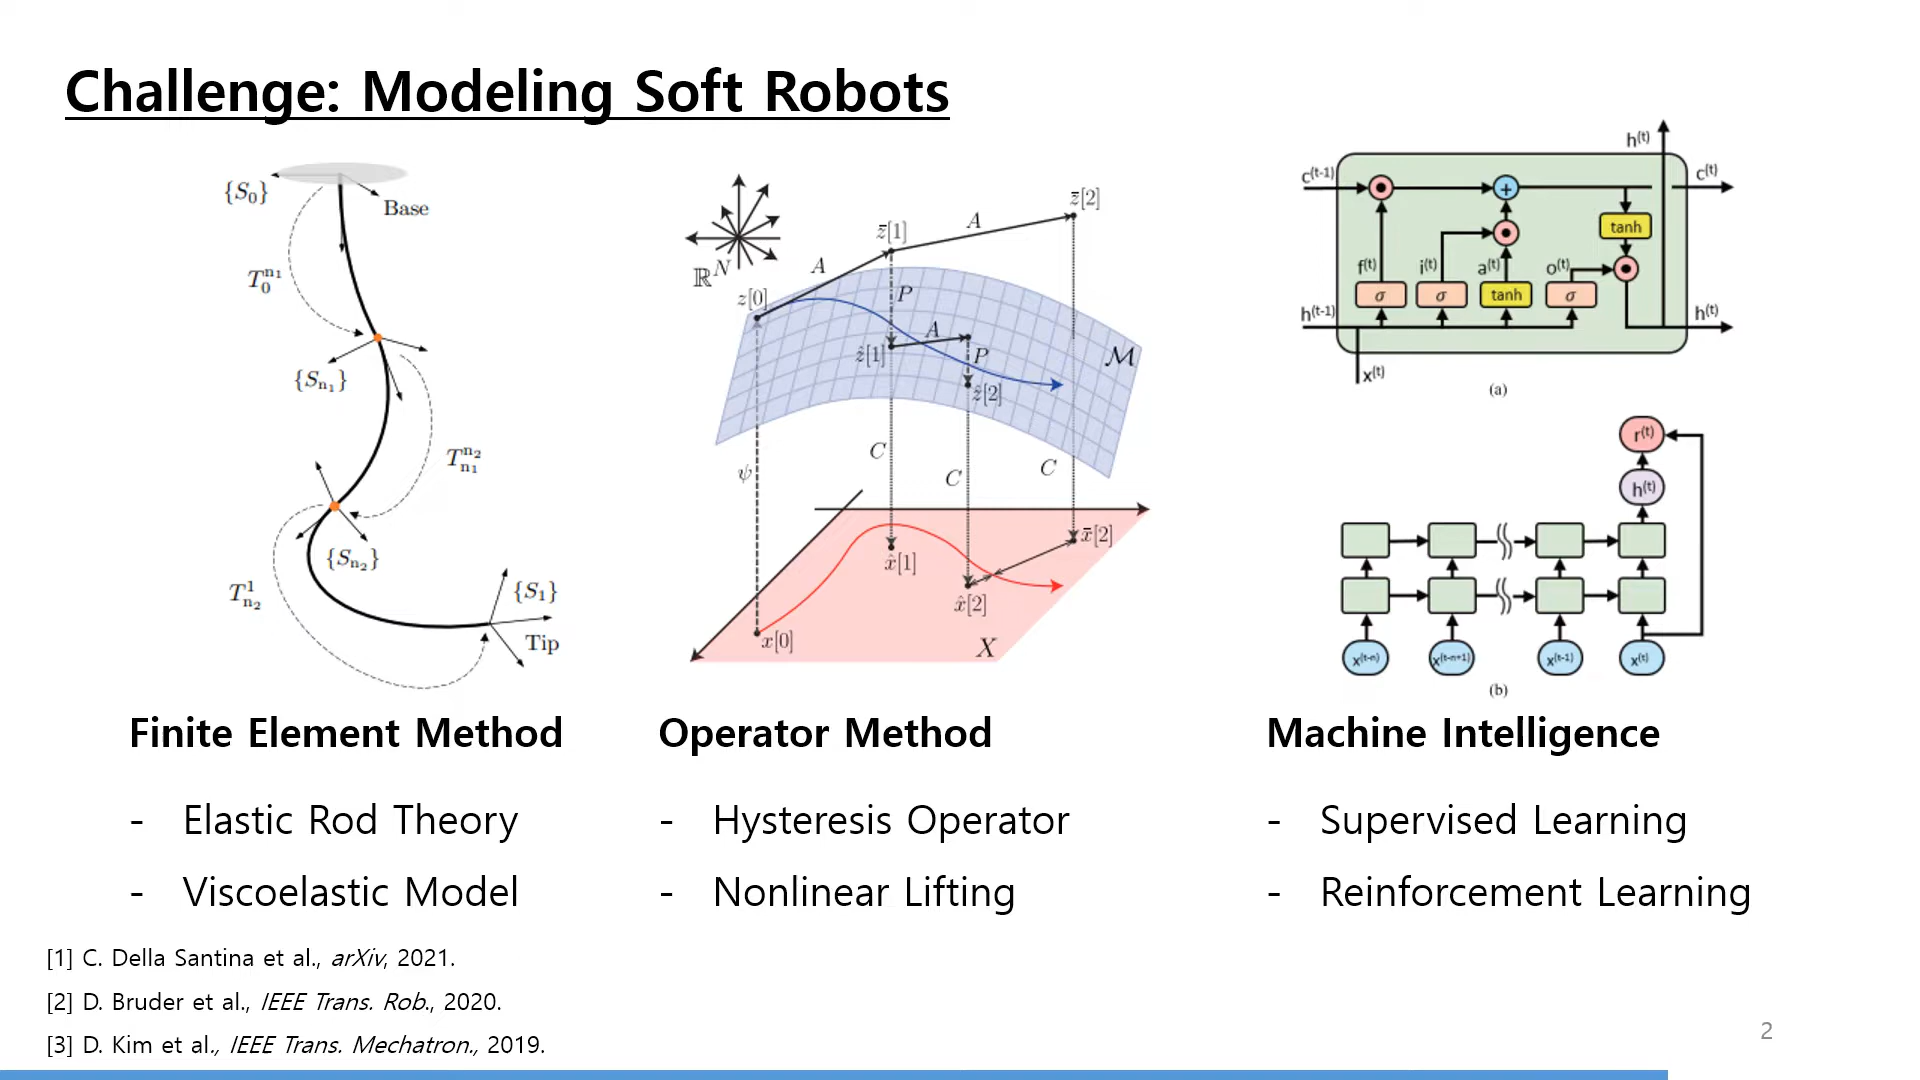 Challenge: Modeling Soft Robots
{S₀}
Base
T₀ⁿ¹
{Sₙ₁}
Tₙ₁ⁿ²
{Sₙ₂}
Tₙ₂¹
{S₁}
Tip
ℝᴺ
z[0]
A
z̄[1]
A
z̄[2]
P
ẑ[1]
A
P
ẑ[2]
ℳ
ψ
C
C
C
x[0]
x̂[1]
x̂[2]
x̄[2]
X
h⁽ᵗ⁾
c⁽ᵗ⁻¹⁾
+
c⁽ᵗ⁾
tanh
f⁽ᵗ⁾
i⁽ᵗ⁾
a⁽ᵗ⁾
o⁽ᵗ⁾
σ
σ
tanh
σ
h⁽ᵗ⁻¹⁾
h⁽ᵗ⁾
x⁽ᵗ⁾
(a)
r⁽ᵗ⁾
h⁽ᵗ⁾
x⁽ᵗ⁻ⁿ⁾
x⁽ᵗ⁻ⁿ⁺¹⁾
x⁽ᵗ⁻¹⁾
x⁽ᵗ⁾
(b)
Finite Element Method
- Elastic Rod Theory
- Viscoelastic Model
Operator Method
- Hysteresis Operator
- Nonlinear Lifting
Machine Intelligence
- Supervised Learning
- Reinforcement Learning
[1] C. Della Santina et al., arXiv, 2021.
[2] D. Bruder et al., IEEE Trans. Rob., 2020.
[3] D. Kim et al., IEEE Trans. Mechatron., 2019.
2